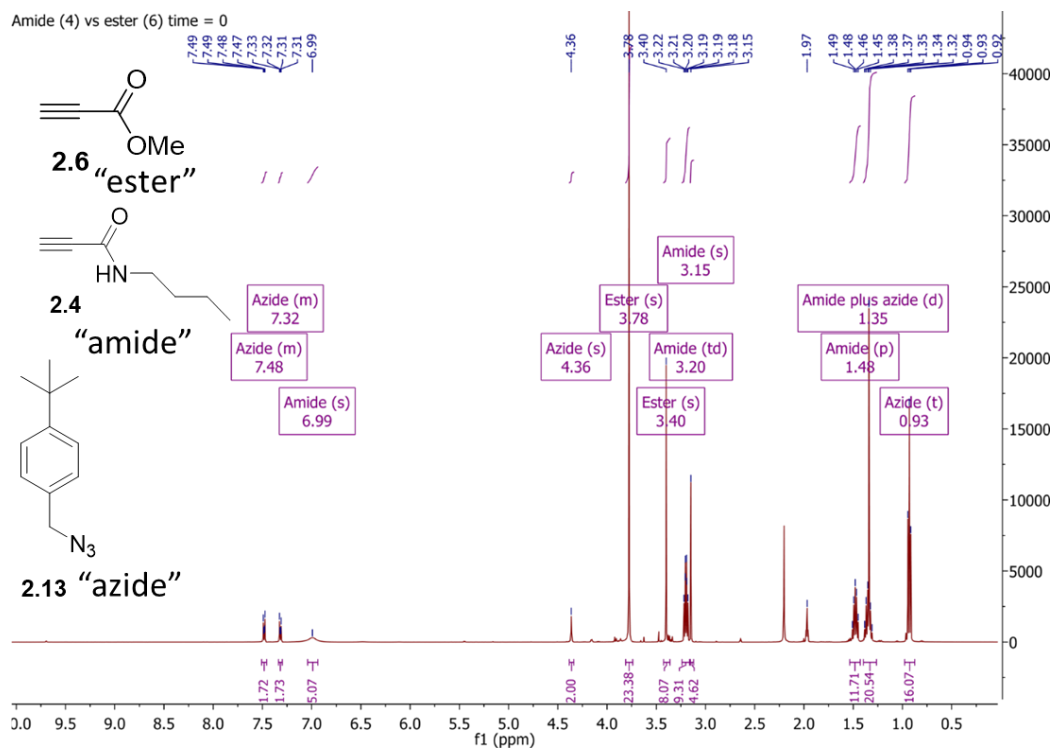 Amide (4) vs ester (6) time = 0
7.49
7.49
7.48
7.47
7.33
7.32
7.31
7.31
6.99
4.36
3.78
3.40
3.22
3.21
3.20
3.19
3.19
3.18
3.15
1.97
1.49
1.48
1.46
1.45
1.38
1.37
1.35
1.34
1.32
0.94
0.93
0.92
O
OMe
2.6 "ester"
O
HN
2.4
"amide"
N3
2.13 "azide"
Amide (s)
3.15
Azide (m)
7.32
Ester (s)
3.78
Amide plus azide (d)
1.35
Azide (m)
7.48
Azide (s)
4.36
Amide (td)
3.20
Amide (p)
1.48
Amide (s)
6.99
Ester (s)
3.40
Azide (t)
0.93
40000
35000
30000
25000
20000
15000
10000
5000
0
1.72
1.73
5.07
2.00
23.38
8.07
9.31
4.62
11.71
20.54
16.07
0.0 9.5 9.0 8.5 8.0 7.5 7.0 6.5 6.0 5.5 5.0 4.5 4.0 3.5 3.0 2.5 2.0 1.5 1.0 0.5
f1 (ppm)